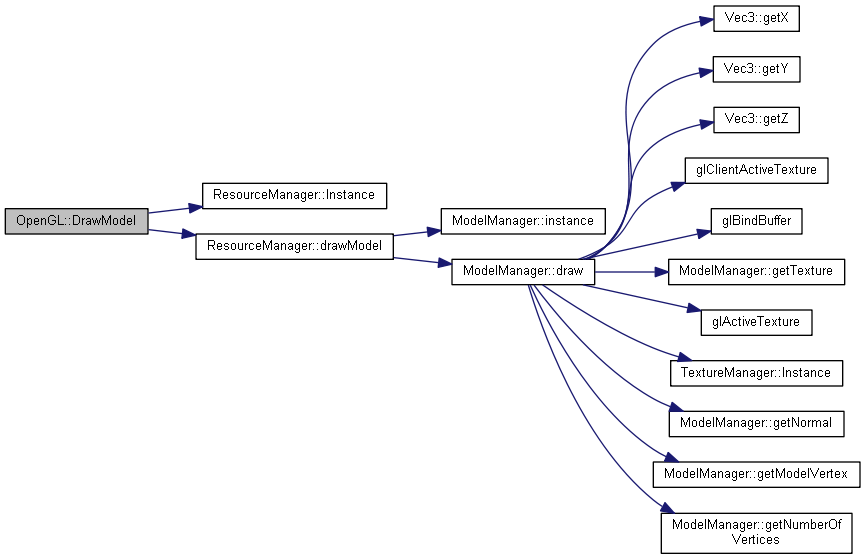 Vec3::getX
Vec3::getY
Vec3::getZ
glClientActiveTexture
ResourceManager::Instance
OpenGL::DrawModel
ModelManager::instance
glBindBuffer
ResourceManager::drawModel
ModelManager::draw
ModelManager::getTexture
glActiveTexture
TextureManager::Instance
ModelManager::getNormal
ModelManager::getModelVertex
ModelManager::getNumberOf
Vertices